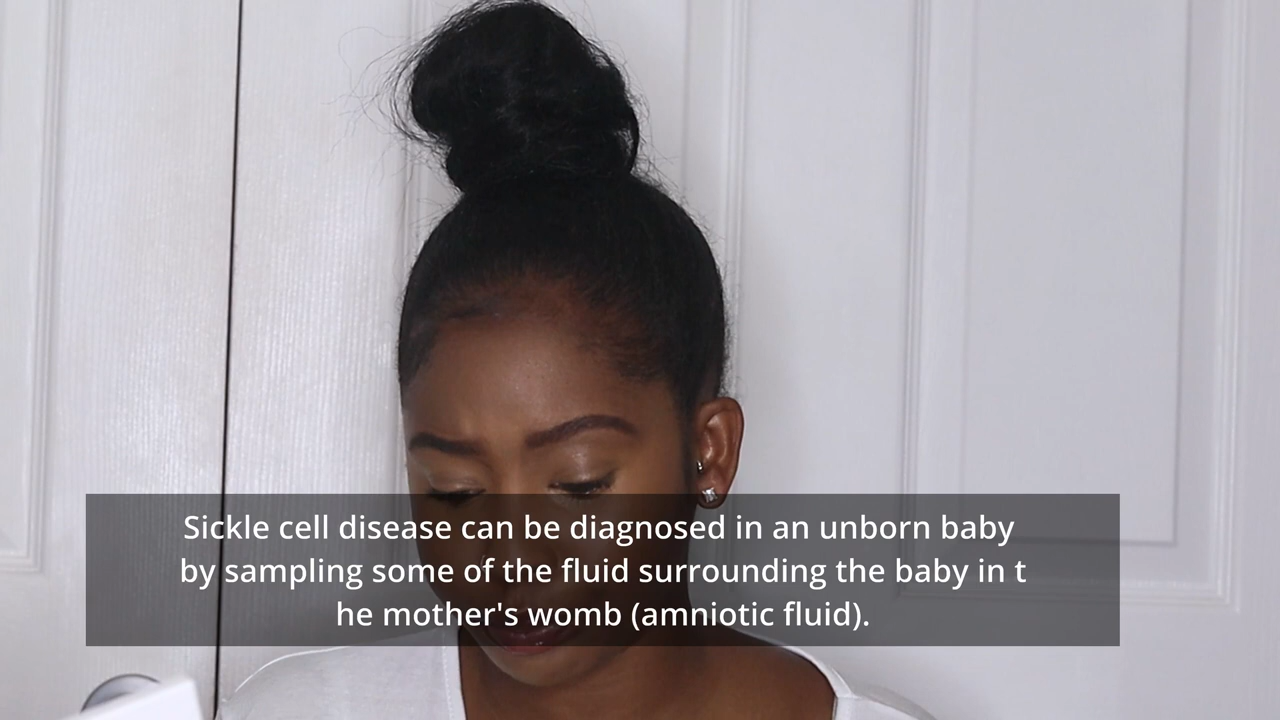 Sickle cell disease can be diagnosed in an unborn baby
by sampling some of the fluid surrounding the baby in t
he mother's womb (amniotic fluid).